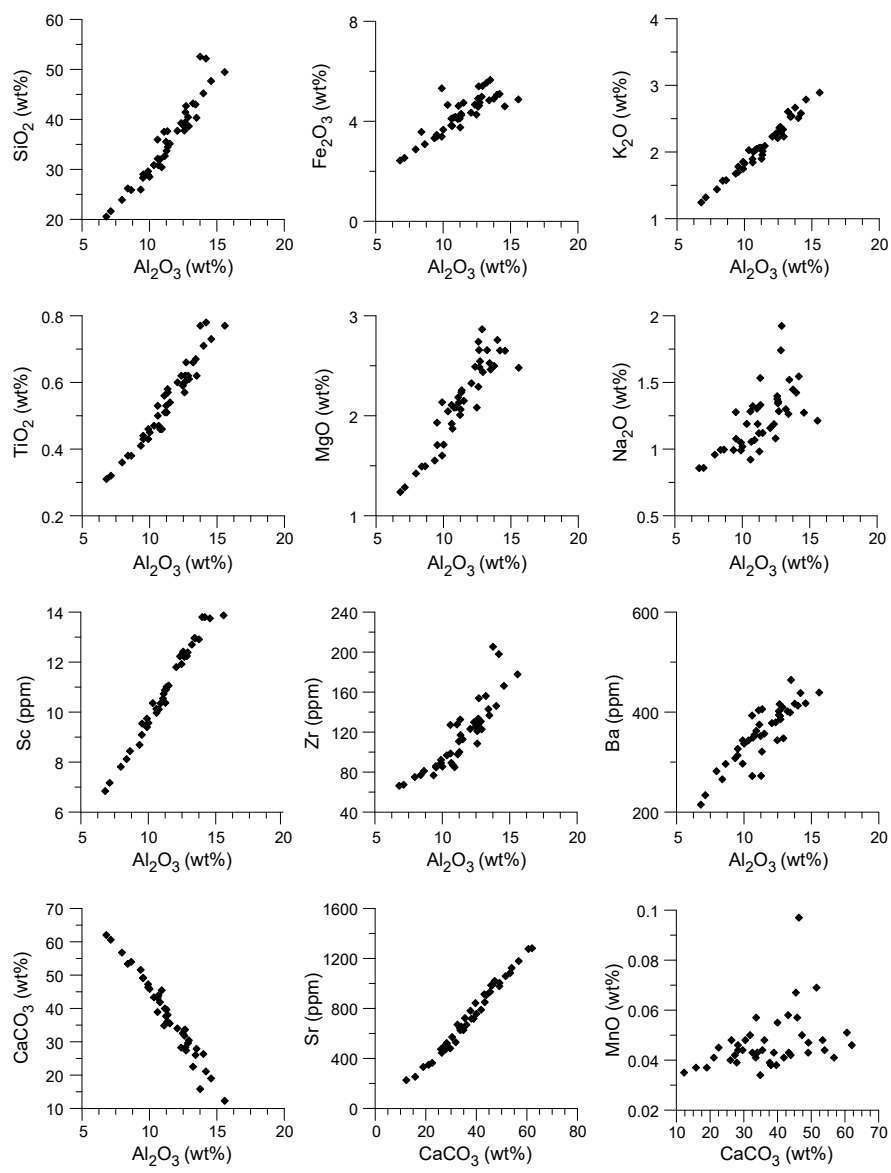 60
50
40
30
20
SiO2 (wt%)
5 10 15 20
Al2O3 (wt%)
8
4
0
Fe2O3 (wt%)
5 10 15 20
Al2O3 (wt%)
4
3
2
1
K2O (wt%)
5 10 15 20
Al2O3 (wt%)
0.8
0.6
0.4
0.2
TiO2 (wt%)
5 10 15 20
Al2O3 (wt%)
3
2
1
MgO (wt%)
5 10 15 20
Al2O3 (wt%)
2
1.5
1
0.5
Na2O (wt%)
5 10 15 20
Al2O3 (wt%)
14
12
10
8
6
Sc (ppm)
5 10 15 20
Al2O3 (wt%)
240
200
160
120
80
40
Zr (ppm)
5 10 15 20
Al2O3 (wt%)
600
400
200
Ba (ppm)
5 10 15 20
Al2O3 (wt%)
70
60
50
40
30
20
10
CaCO3 (wt%)
5 10 15 20
Al2O3 (wt%)
1600
1200
800
400
0
Sr (ppm)
0 20 40 60 80
CaCO3 (wt%)
0.1
0.08
0.06
0.04
0.02
MnO (wt%)
10 20 30 40 50 60 70
CaCO3 (wt%)